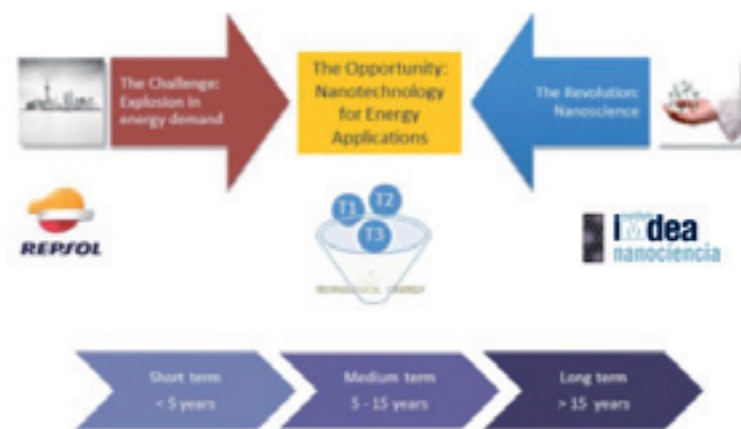 The Challenge:
Explosion in
energy demand
The Opportunity:
Nanotechnology
for Energy
Applications
The Revolution:
Nanoscience
REPSOL
T1
T2
T3
imdea
nanociencia
Short term
< 5 years
Medium term
5 - 15 years
Long term
> 15 years